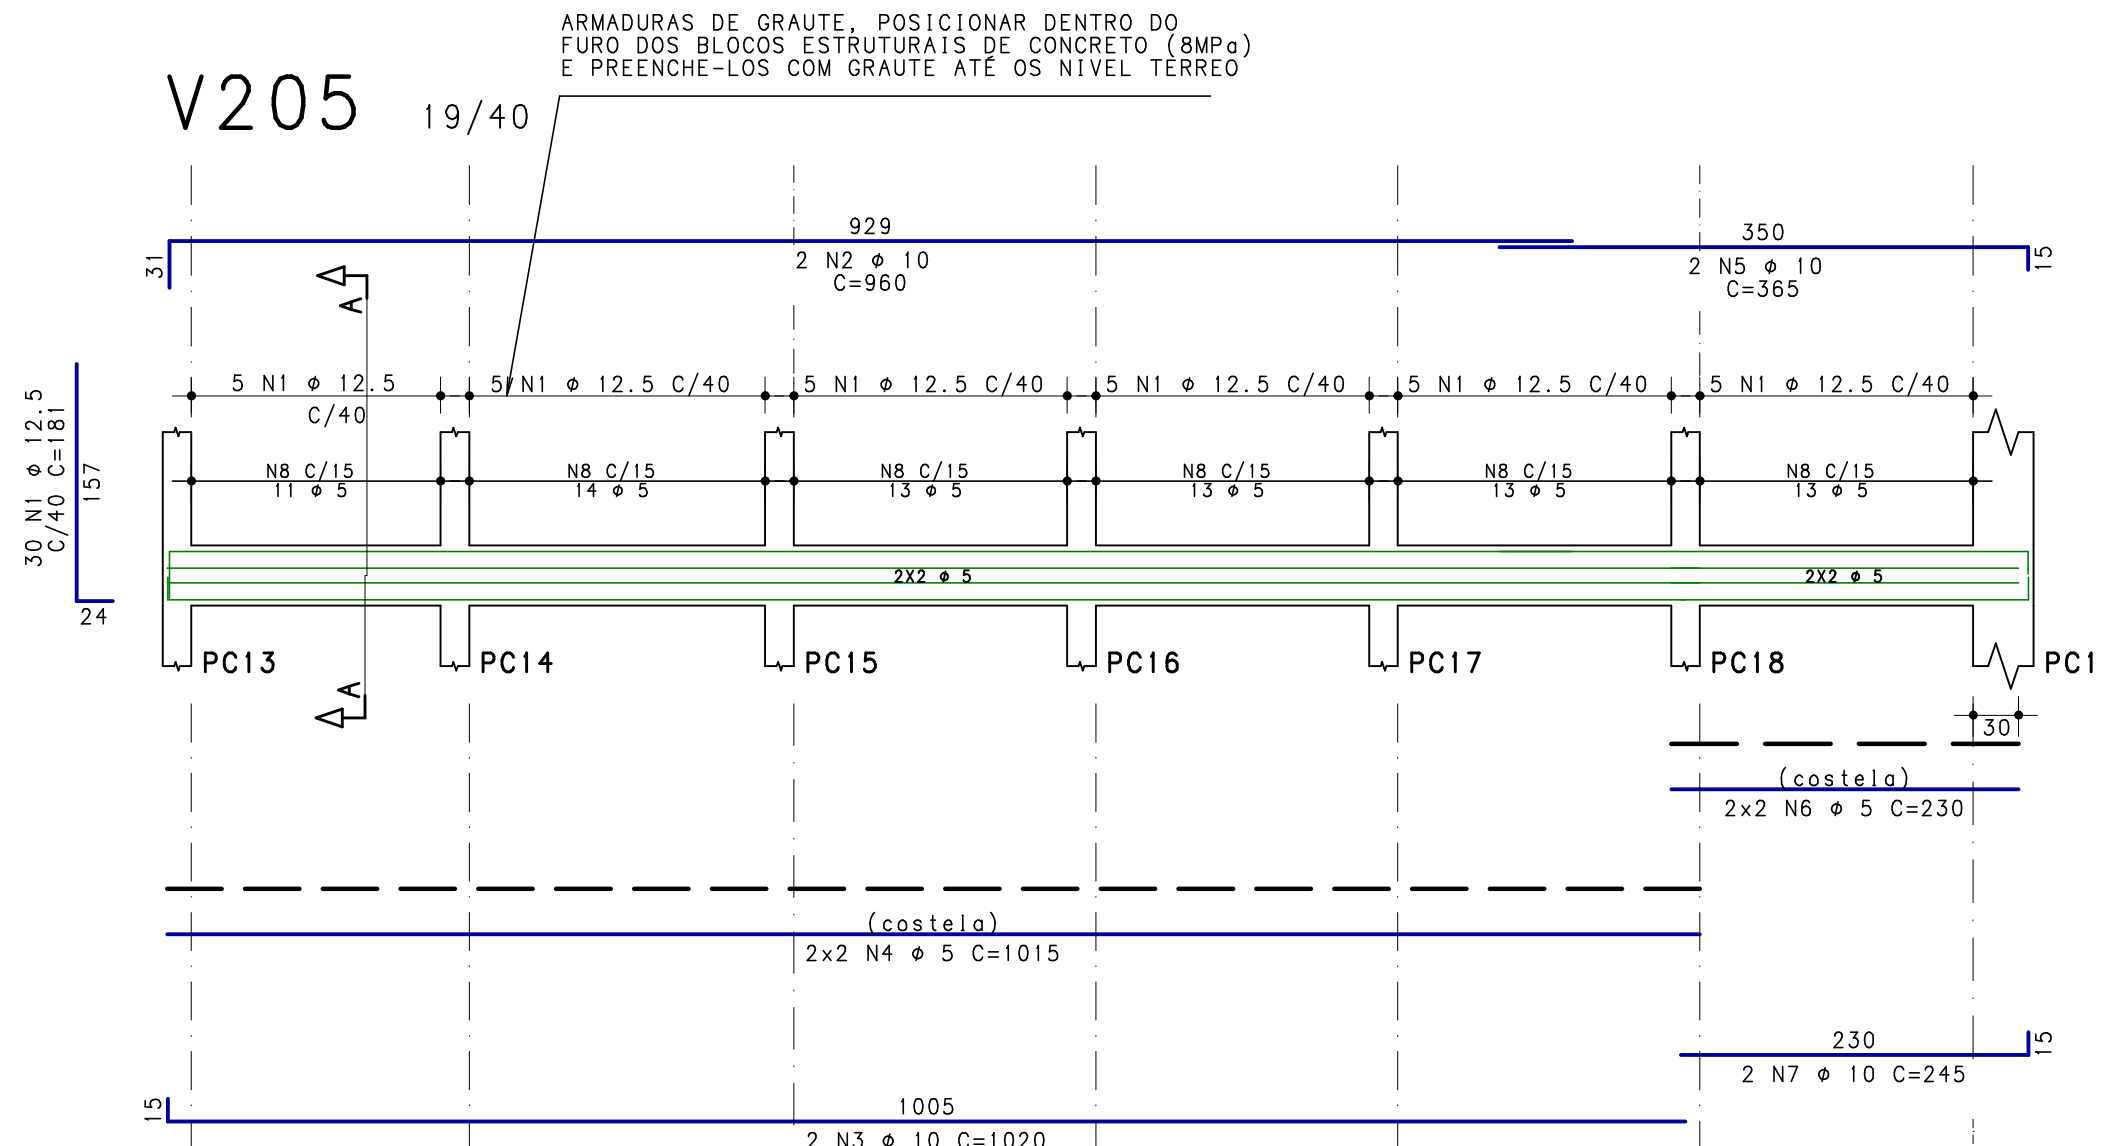 ARMADURAS DE GRAUTE, POSICIONAR DENTRO DO
FURO DOS BLOCOS ESTRUTURAIS DE CONCRETO (8MPa)
E PREENCHE-LOS COM GRAUTE ATÉ OS NIVEL TERREO
V205 19/40
929
31
2 N2 ø 10
C=960
350
15
2 N5 ø 10
C=365
A
5 N1 ø 12.5
C/40
5 N1 ø 12.5 C/40
5 N1 ø 12.5 C/40
5 N1 ø 12.5 C/40
5 N1 ø 12.5 C/40
5 N1 ø 12.5 C/40
30 N1 ø 12.5
C/40 C=181
157
24
N8 C/15
11 ø 5
N8 C/15
14 ø 5
N8 C/15
13 ø 5
N8 C/15
13 ø 5
N8 C/15
13 ø 5
N8 C/15
13 ø 5
2X2 ø 5
2X2 ø 5
PC13
PC14
PC15
PC16
PC17
PC18
PC1
A
30
(costela)
2x2 N6 ø 5 C=230
(costela)
2x2 N4 ø 5 C=1015
230
15
2 N7 ø 10 C=245
15
1005
2 N3 ø 10 C=1020